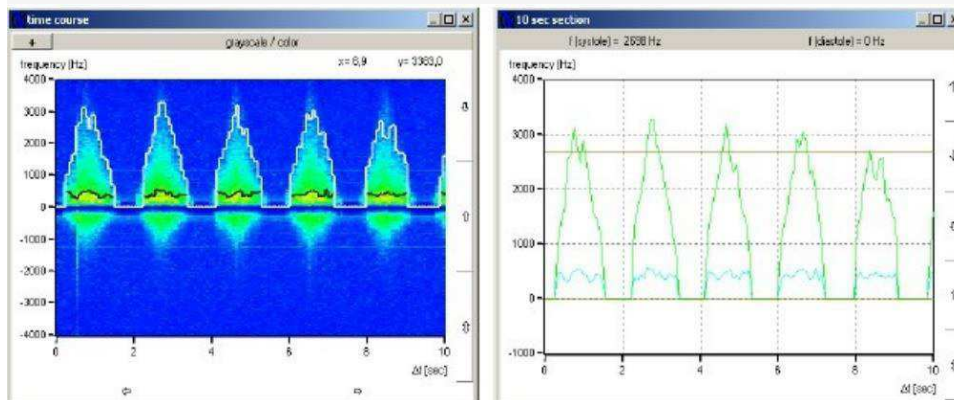 time course
+ grayscale / color
frequency [Hz] x= 6,9 y= 3363,0
4000
3000
2000
1000
0
-1000
-2000
-3000
-4000
0 2 4 6 8 10
Δt [sec]
10 sec section
f (systole) = 2698 Hz f (diastole) = 0 Hz
frequency [Hz]
4000
3000
2000
1000
0
-1000
0 2 4 6 8 10
Δt [sec]